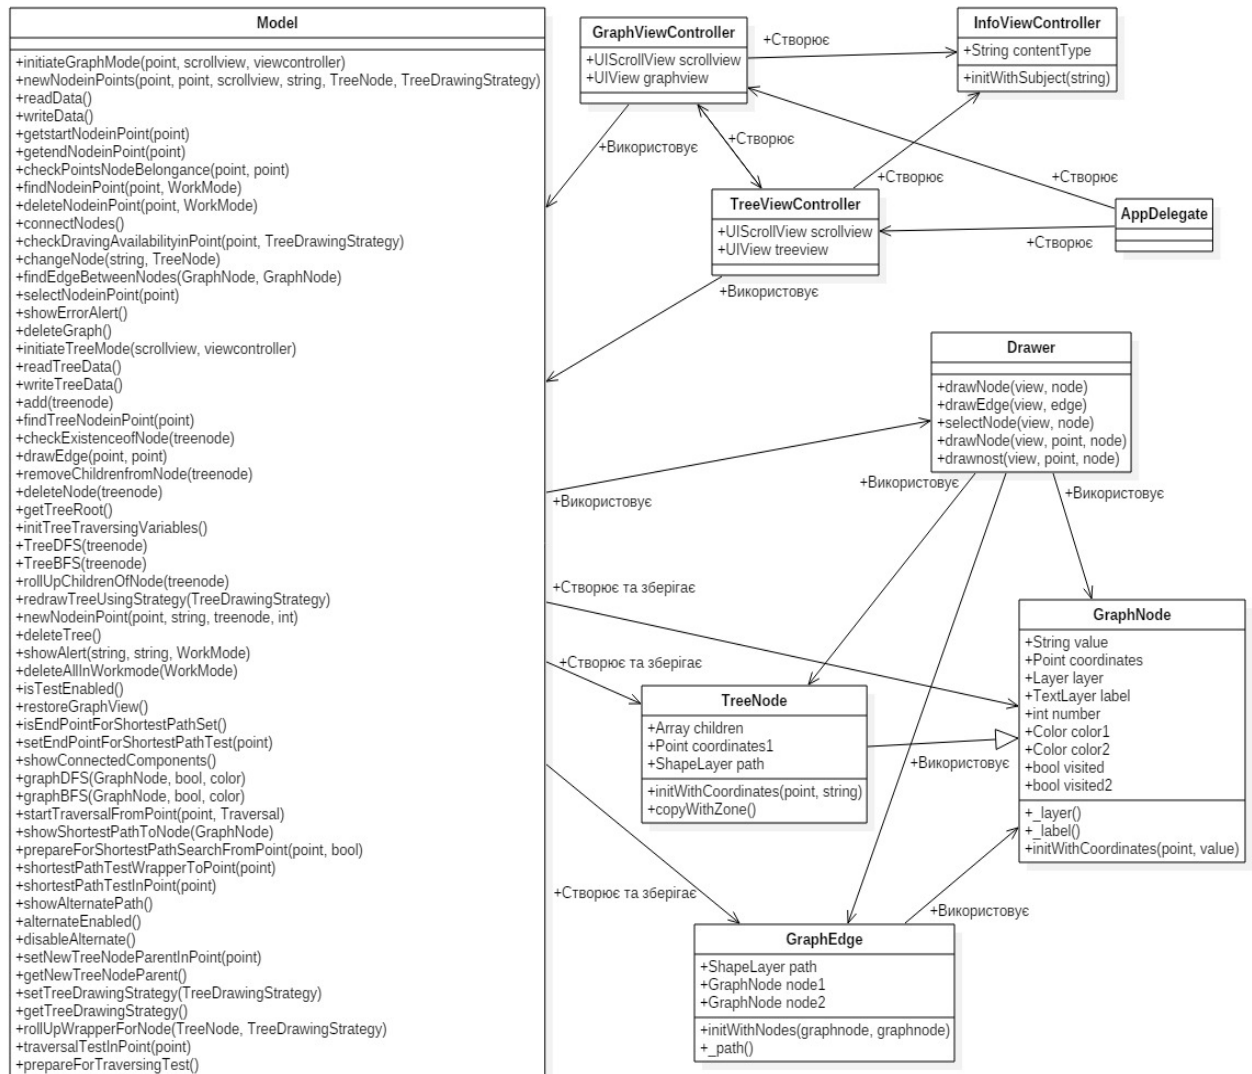 Model
+initiateGraphMode(point, scrollview, viewcontroller)
+newNodeinPoints(point, point, scrollview, string, TreeNode, TreeDrawingStrategy)
+readData()
+writeData()
+getstartNodeinPoint(point)
+getendNodeinPoint(point)
+checkPointsNodeBelongance(point, point)
+findNodeinPoint(point, WorkMode)
+deleteNodeinPoint(point, WorkMode)
+connectNodes()
+checkDravingAvailabilityinPoint(point, TreeDrawingStrategy)
+changeNode(string, TreeNode)
+findEdgeBetweenNodes(GraphNode, GraphNode)
+selectNodeinPoint(point)
+showErrorAlert()
+deleteGraph()
+initiateTreeMode(scrollview, viewcontroller)
+readTreeData()
+writeTreeData()
+add(treenode)
+findTreeNodeinPoint(point)
+checkExistenceofNode(treenode)
+drawEdge(point, point)
+removeChildrenfromNode(treenode)
+deleteNode(treenode)
+getTreeRoot()
+initTreeTraversingVariables()
+TreeDFS(treenode)
+TreeBFS(treenode)
+rollUpChildrenOfNode(treenode)
+redrawTreeUsingStrategy(TreeDrawingStrategy)
+newNodeinPoint(point, string, treenode, int)
+deleteTree()
+showAlert(string, string, WorkMode)
+deleteAllInWorkmode(WorkMode)
+isTestEnabled()
+restoreGraphView()
+isEndPointForShortestPathSet()
+setEndPointForShortestPathTest(point)
+showConnectedComponents()
+graphDFS(GraphNode, bool, color)
+graphBFS(GraphNode, bool, color)
+startTraversalFromPoint(point, Traversal)
+showShortestPathToNode(GraphNode)
+prepareForShortestPathSearchFromPoint(point, bool)
+shortestPathTestWrapperToPoint(point)
+shortestPathTestInPoint(point)
+showAlternatePath()
+alternateEnabled()
+disableAlternate()
+setNewTreeNodeParentInPoint(point)
+getNewTreeNodeParent()
+setTreeDrawingStrategy(TreeDrawingStrategy)
+getTreeDrawingStrategy()
+rollUpWrapperForNode(TreeNode, TreeDrawingStrategy)
+traversalTestInPoint(point)
+prepareForTraversingTest()
GraphViewController
+UIScrollView scrollview
+UIView graphview
+Створює
InfoViewController
+String contentType
+initWithSubject(string)
+Використовує
+Створює
+Створює
+Створює
AppDelegate
TreeViewController
+UIScrollView scrollview
+UIView treeview
+Створює
+Використовує
Drawer
+drawNode(view, node)
+drawEdge(view, edge)
+selectNode(view, node)
+drawNode(view, point, node)
+drawnost(view, point, node)
+Використовує
+Використовує
+Використовує
+Створює та зберігає
+Створює та зберігає
GraphNode
+String value
+Point coordinates
+Layer layer
+TextLayer label
+int number
+Color color1
+Color color2
+bool visited
+bool visited2
+_layer()
+_label()
+initWithCoordinates(point, value)
TreeNode
+Array children
+Point coordinates1
+ShapeLayer path
+initWithCoordinates(point, string)
+copyWithZone()
+Використовує
+Створює та зберігає
+Використовує
GraphEdge
+ShapeLayer path
+GraphNode node1
+GraphNode node2
+initWithNodes(graphnode, graphnode)
+_path()